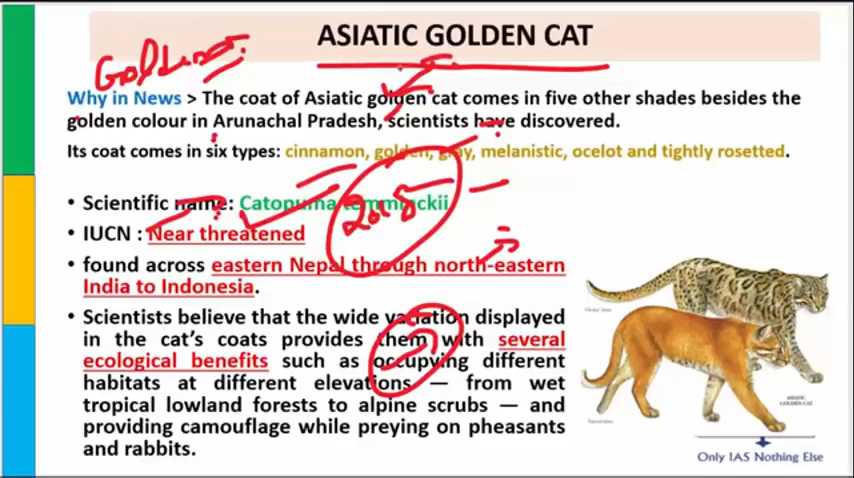 ASIATIC GOLDEN CAT
Golden
Why in News > The coat of Asiatic golden cat comes in five other shades besides the
golden colour in Arunachal Pradesh, scientists have discovered.
Its coat comes in six types: cinnamon, golden, gray, melanistic, ocelot and tightly rosetted.
• Scientific name: Catopuma temminckii
2018
• IUCN : Near threatened
• found across eastern Nepal through north-eastern
India to Indonesia.
• Scientists believe that the wide variation displayed
in the cat's coats provides them with several
ecological benefits such as occupying different
habitats at different elevations — from wet
tropical lowland forests to alpine scrubs — and
providing camouflage while preying on pheasants
and rabbits.
ASIATIC
GOLDEN CAT
Only IAS Nothing Else